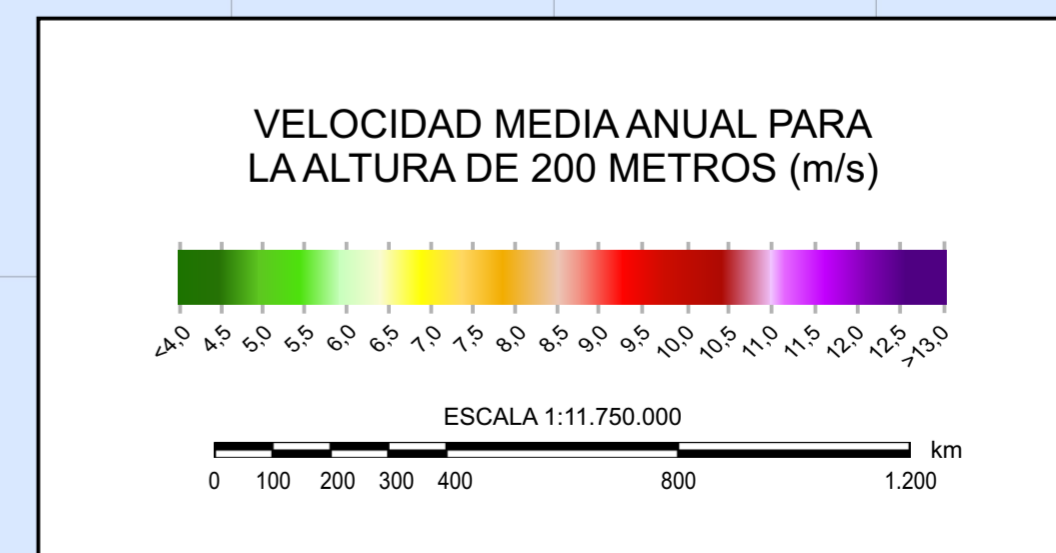 VELOCIDAD MEDIA ANUAL PARA
LA ALTURA DE 200 METROS (m/s)
<4,0 4,5 5,0 5,5 6,0 6,5 7,0 7,5 8,0 8,5 9,0 9,5 10,0 10,5 11,0 11,5 12,0 12,5 >13,0
ESCALA 1:11.750.000
km
0 100 200 300 400 800 1.200